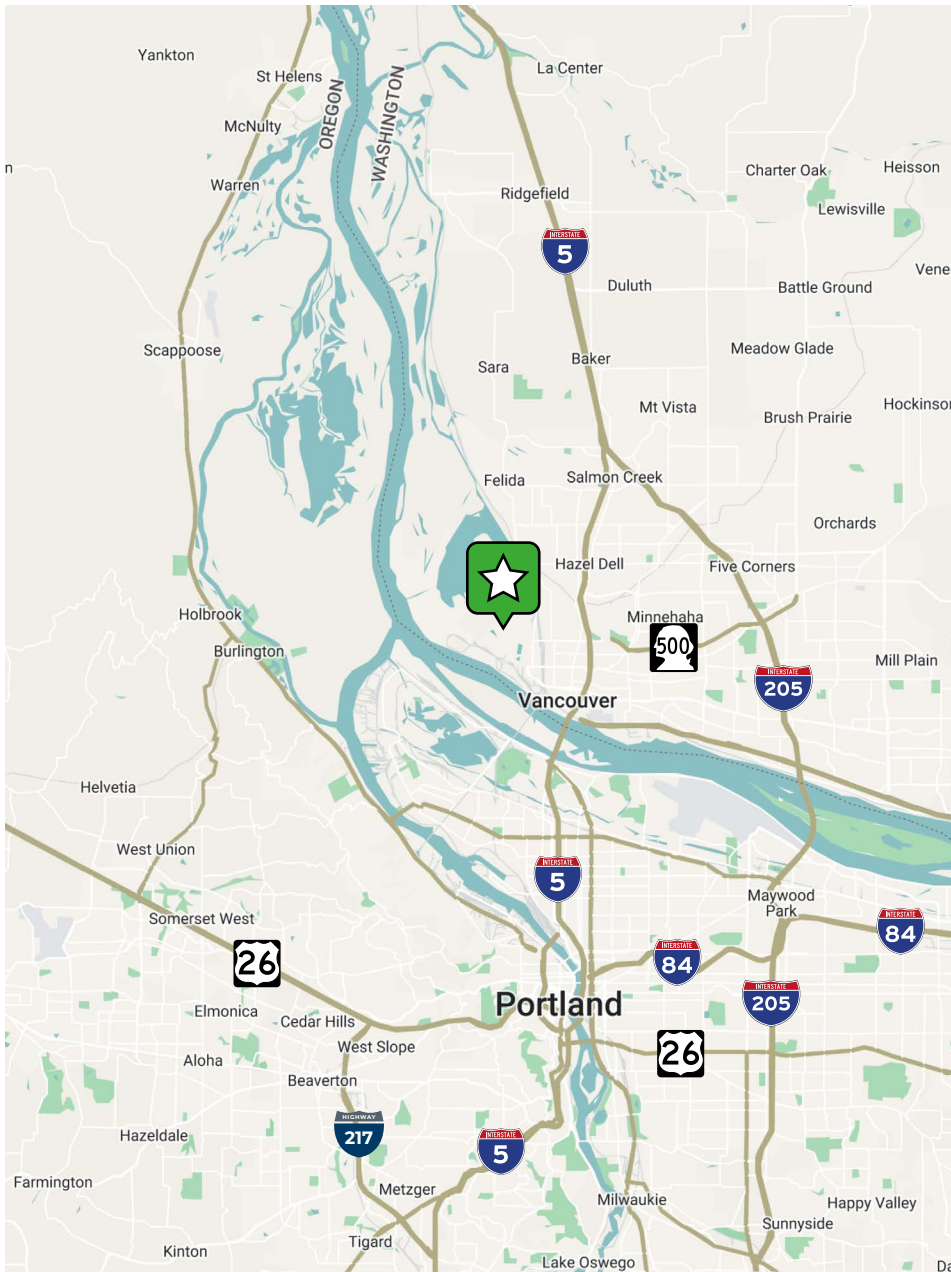 Yankton
La Center
St Helens
OREGON
WASHINGTON
McNulty
n
Charter Oak
Heisson
Warren
Ridgefield
Lewisville
INTERSTATE
5
Vene
Duluth
Battle Ground
Scappoose
Meadow Glade
Baker
Sara
Mt Vista
Hockinson
Brush Prairie
Felida
Salmon Creek
Orchards
Hazel Dell
Five Corners
Holbrook
Minnehaha
500
Burlington
Mill Plain
INTERSTATE
205
Vancouver
Helvetia
West Union
INTERSTATE
5
Maywood
Park
Somerset West
INTERSTATE
84
26
INTERSTATE
84
INTERSTATE
205
Portland
Elmonica
Cedar Hills
West Slope
26
Aloha
Beaverton
HIGHWAY
217
Hazeldale
INTERSTATE
5
Farmington
Metzger
Milwaukie
Happy Valley
Sunnyside
Tigard
Kinton
Lake Oswego
Da